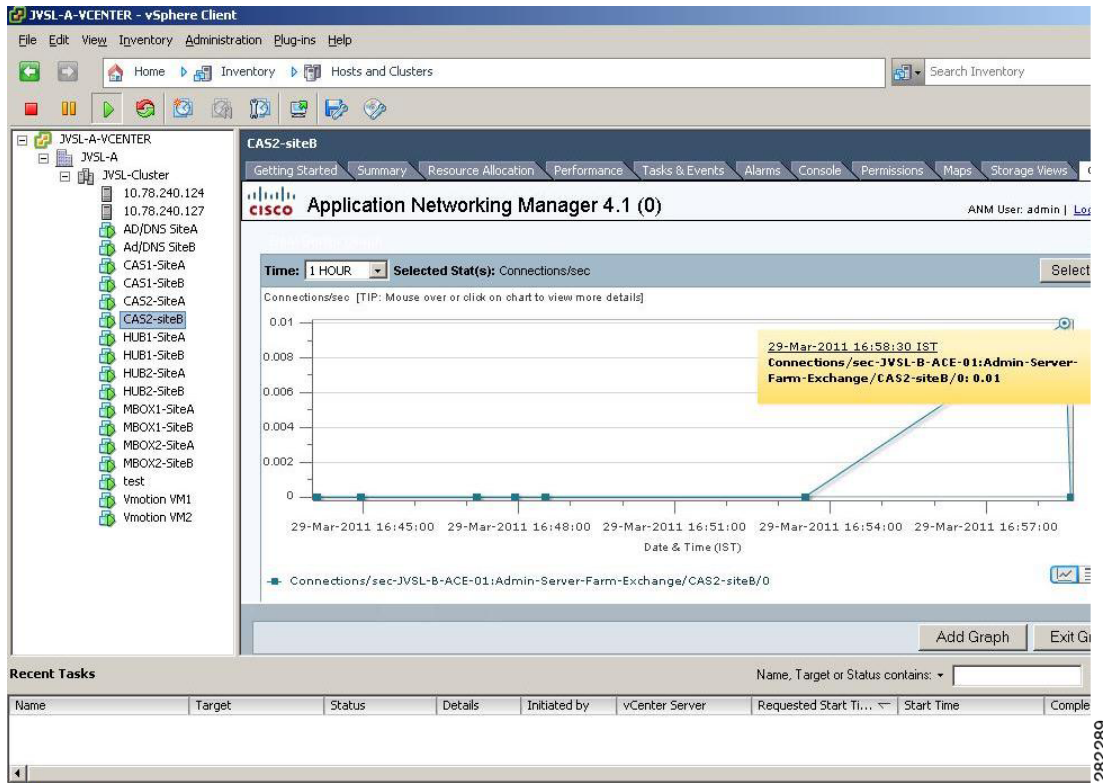 JVSL-A-VCENTER - vSphere Client
File Edit View Inventory Administration Plug-ins Help
Home Inventory Hosts and Clusters
Search Inventory
JVSL-A-VCENTER
JVSL-A
JVSL-Cluster
10.78.240.124
10.78.240.127
AD/DNS SiteA
Ad/DNS SiteB
CAS1-SiteA
CAS1-SiteB
CAS2-SiteA
CAS2-siteB
HUB1-SiteA
HUB1-SiteB
HUB2-SiteA
HUB2-SiteB
MBOX1-SiteA
MBOX1-SiteB
MBOX2-SiteA
MBOX2-SiteB
test
Vmotion VM1
Vmotion VM2
CAS2-siteB
Getting Started Summary Resource Allocation Performance Tasks & Events Alarms Console Permissions Maps Storage Views
CISCO Application Networking Manager 4.1 (0)
ANM User: admin |
Time: 1 HOUR Selected Stat(s): Connections/sec
Select
Connections/sec [TIP: Mouse over or click on chart to view more details]
0.01
0.008
0.006
0.004
0.002
0
29-Mar-2011 16:58:30 IST
Connections/sec-JVSL-B-ACE-01:Admin-Server-
Farm-Exchange/CAS2-siteB/0: 0.01
29-Mar-2011 16:45:00 29-Mar-2011 16:48:00 29-Mar-2011 16:51:00 29-Mar-2011 16:54:00 29-Mar-2011 16:57:00
Date & Time (IST)
Connections/sec-JVSL-B-ACE-01:Admin-Server-Farm-Exchange/CAS2-siteB/0
Add Graph
Exit G
Recent Tasks
Name, Target or Status contains:
Name Target Status Details Initiated by vCenter Server Requested Start Ti... Start Time Comple
282289